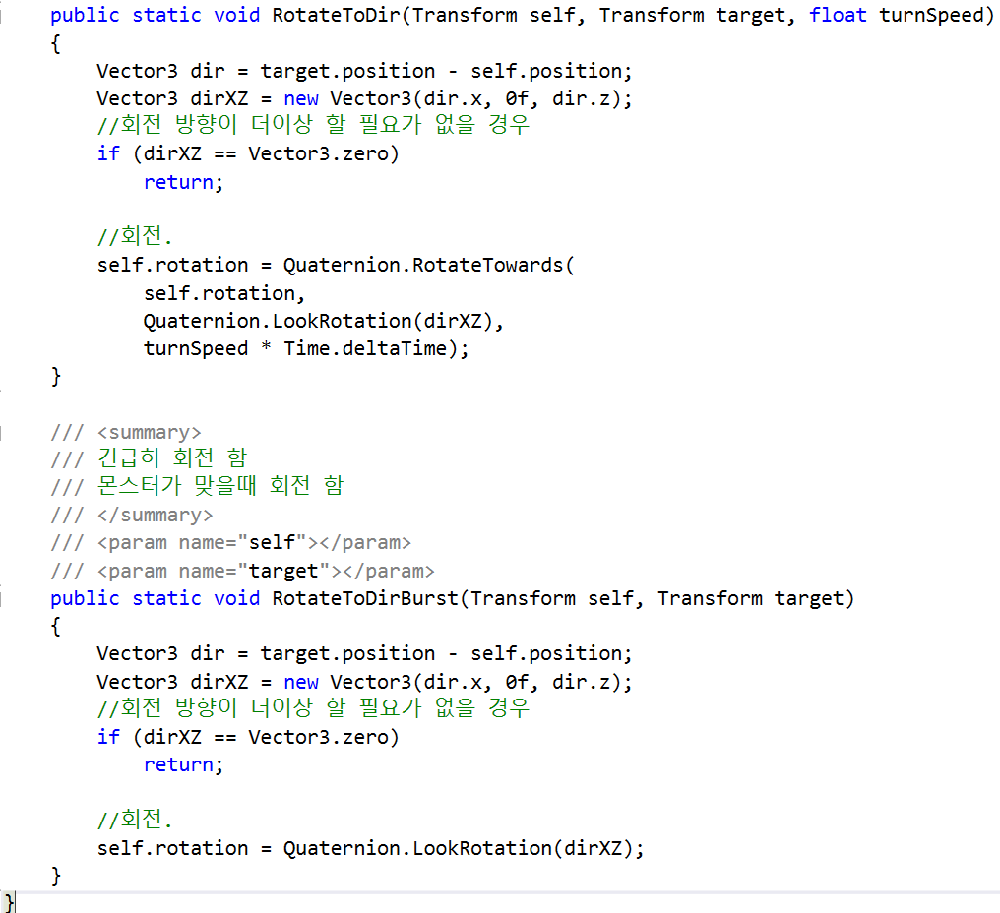 public static void RotateToDir(Transform self, Transform target, float turnSpeed)
{
    Vector3 dir = target.position - self.position;
    Vector3 dirXZ = new Vector3(dir.x, 0f, dir.z);
    //회전 방향이 더이상 할 필요가 없을 경우
    if (dirXZ == Vector3.zero)
        return;

    //회전.
    self.rotation = Quaternion.RotateTowards(
        self.rotation,
        Quaternion.LookRotation(dirXZ),
        turnSpeed * Time.deltaTime);
}

/// <summary>
/// 긴급히 회전 함
/// 몬스터가 맞을때 회전 함
/// </summary>
/// <param name="self"></param>
/// <param name="target"></param>
public static void RotateToDirBurst(Transform self, Transform target)
{
    Vector3 dir = target.position - self.position;
    Vector3 dirXZ = new Vector3(dir.x, 0f, dir.z);
    //회전 방향이 더이상 할 필요가 없을 경우
    if (dirXZ == Vector3.zero)
        return;

    //회전.
    self.rotation = Quaternion.LookRotation(dirXZ);
}
}